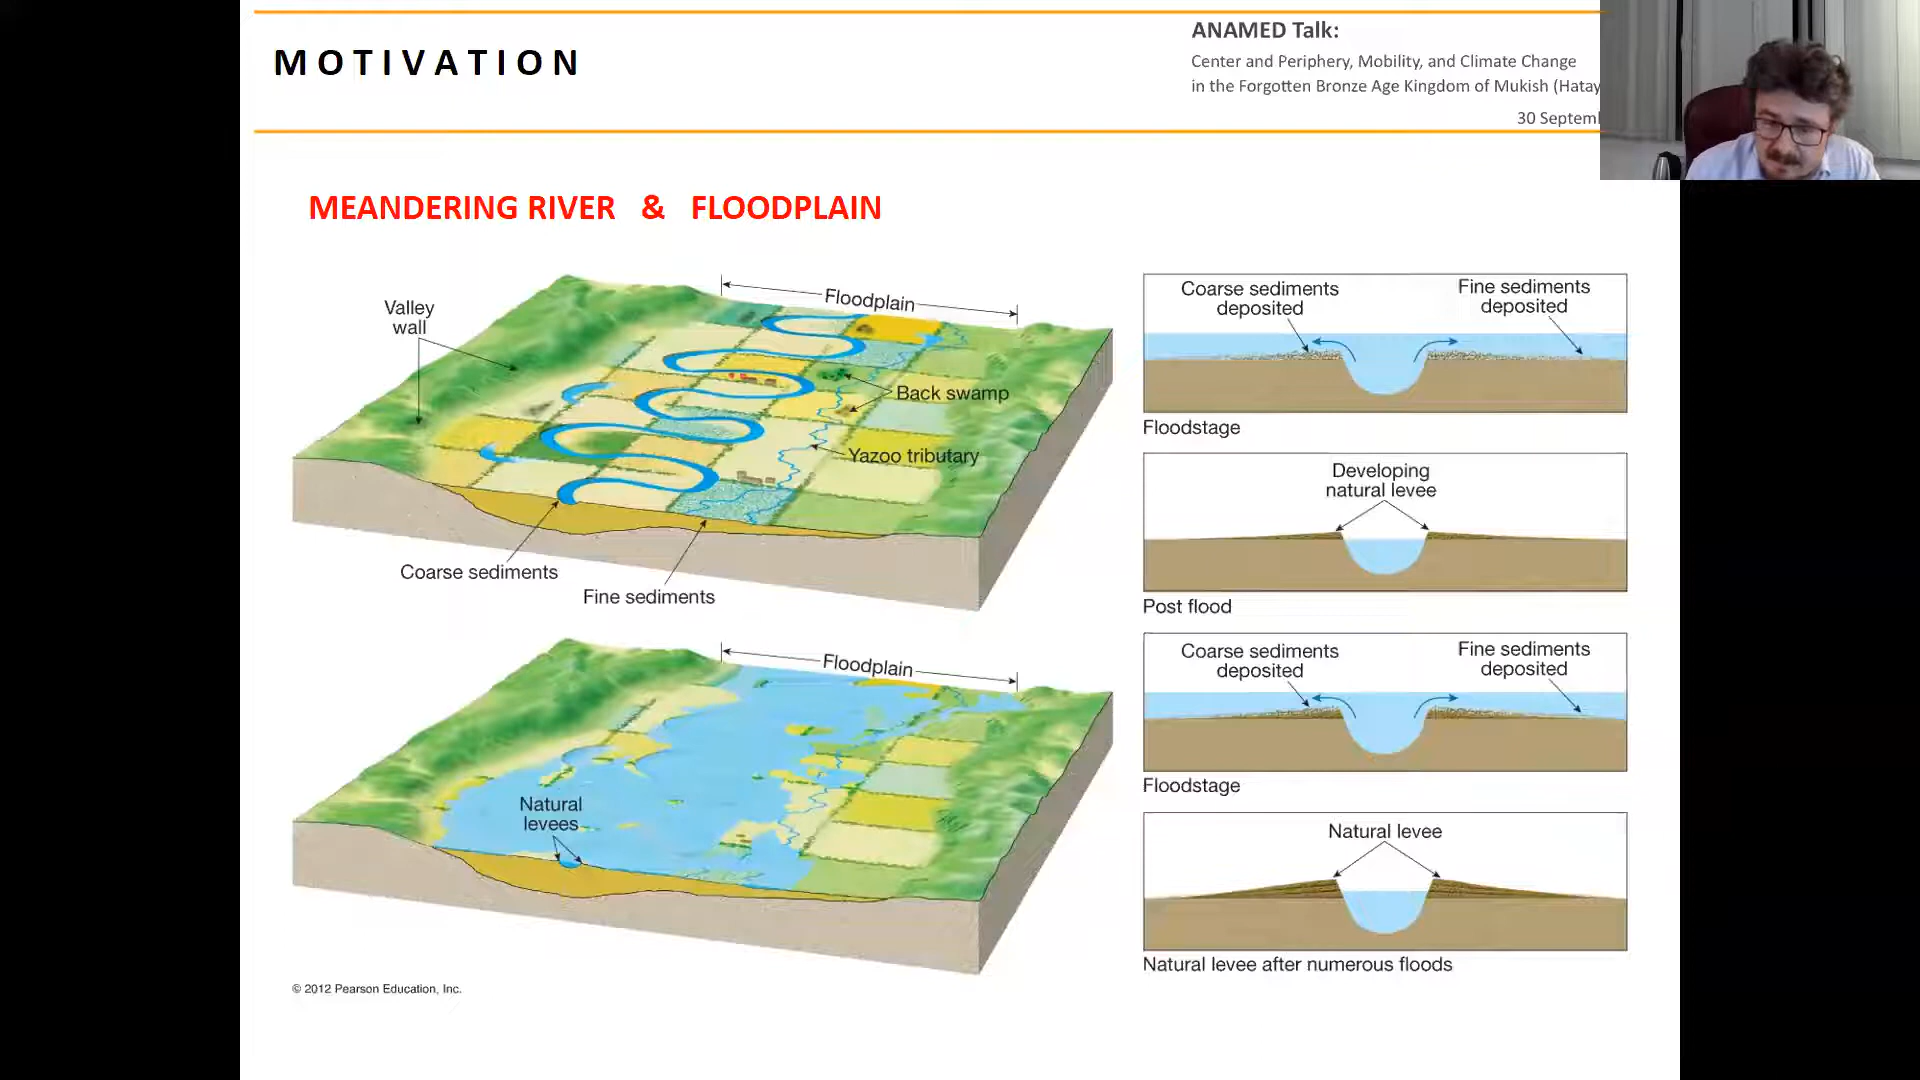 MOTIVATION
ANAMED Talk:
Center and Periphery, Mobility, and Climate Change
in the Forgotten Bronze Age Kingdom of Mukish (Hatay
30 Septem
MEANDERING RIVER & FLOODPLAIN
Valley
wall
Floodplain
Back swamp
Yazoo tributary
Coarse sediments
Fine sediments
Floodplain
Natural
levees
© 2012 Pearson Education, Inc.
Coarse sediments
deposited
Fine sediments
deposited
Floodstage
Developing
natural levee
Post flood
Coarse sediments
deposited
Fine sediments
deposited
Floodstage
Natural levee
Natural levee after numerous floods